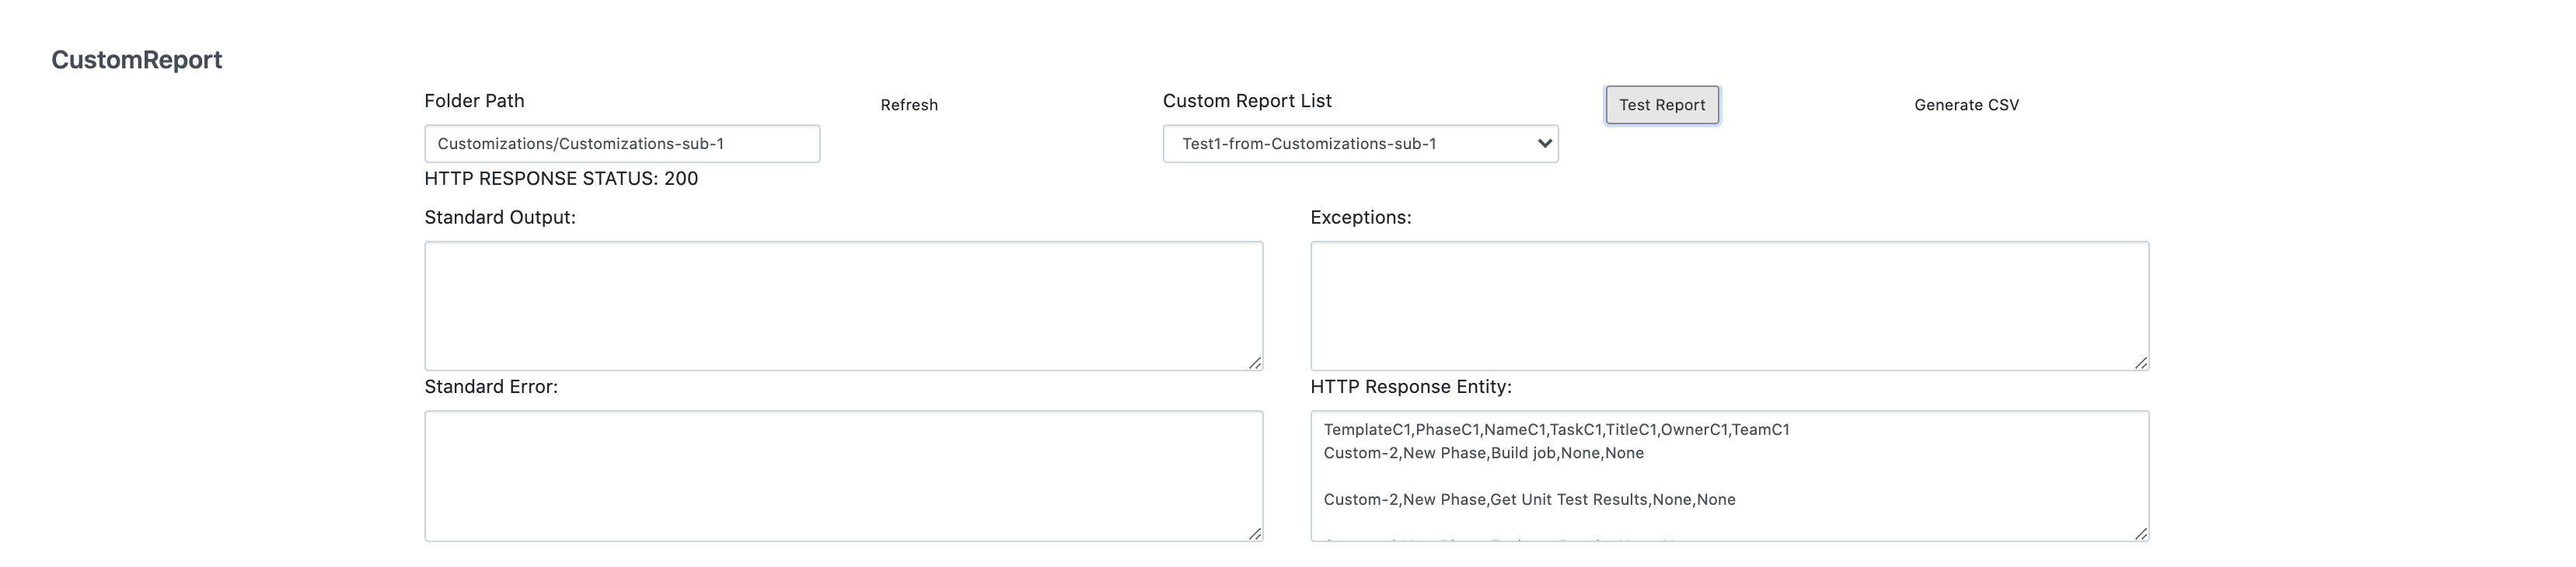 CustomReport
Folder Path
Refresh
Custom Report List
Test Report
Generate CSV
Customizations/Customizations-sub-1
Test1-from-Customizations-sub-1
HTTP RESPONSE STATUS: 200
Standard Output:
Exceptions:
Standard Error:
HTTP Response Entity:
TemplateC1,PhaseC1,NameC1,TaskC1,TitleC1,OwnerC1,TeamC1
Custom-2,New Phase,Build job,None,None
Custom-2,New Phase,Get Unit Test Results,None,None